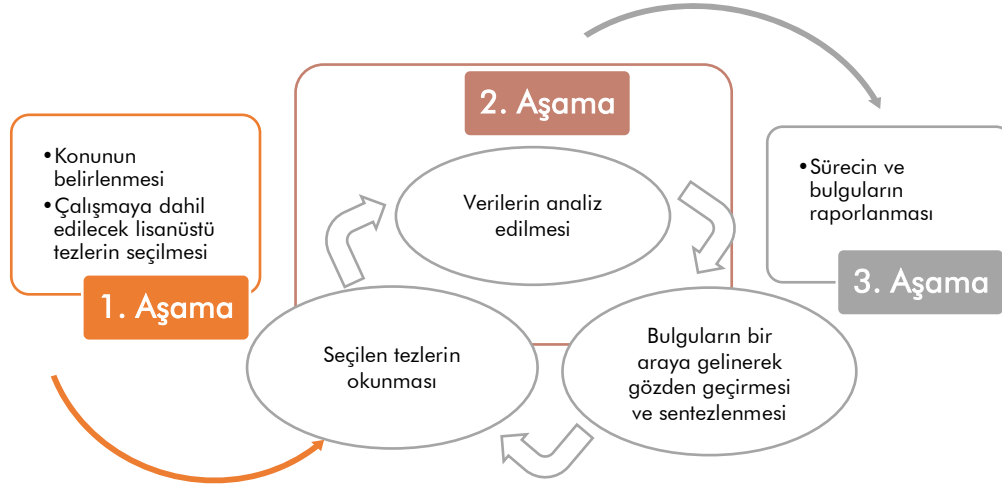 •Konunun
belirlenmesi
•Çalışmaya dahil
edilecek lisanüstü
tezlerin seçilmesi
1. Aşama
2. Aşama
Verilerin analiz
edilmesi
Seçilen tezlerin
okunması
Bulguların bir
araya gelinerek
gözden geçirmesi
ve sentezlenmesi
•Sürecin ve
bulguların
raporlanması
3. Aşama